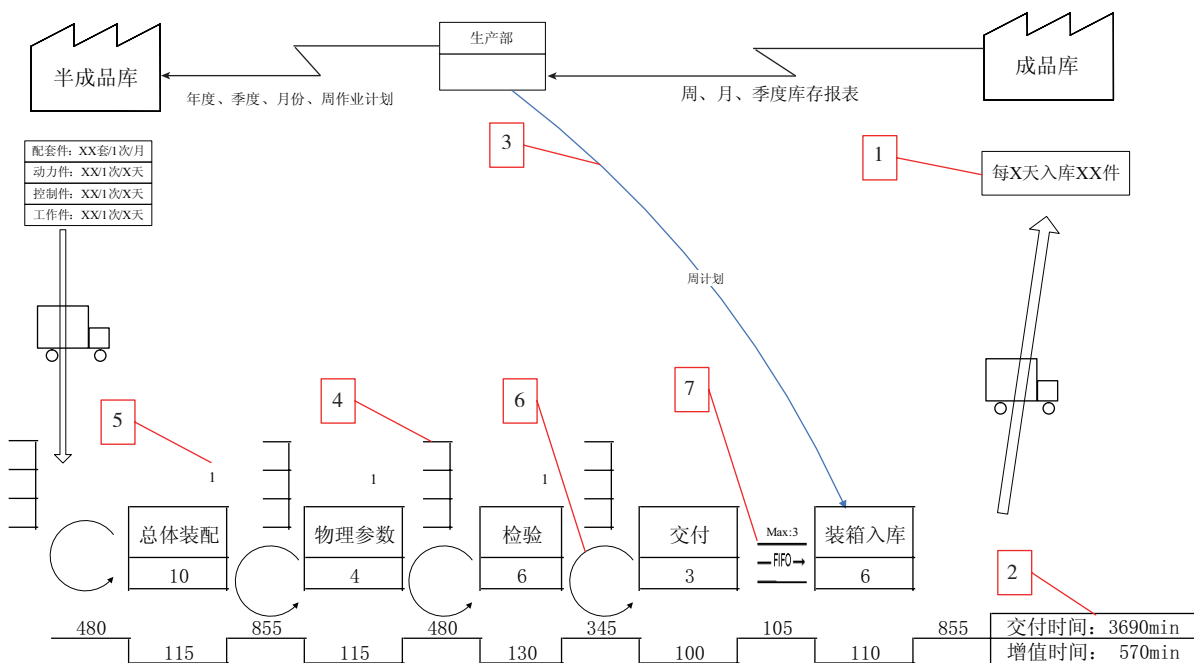 生产部
半成品库
成品库
年度、季度、月份、周作业计划
周、月、季度库存报表
3
1
配套件：XX套/1次/月
动力件：XX/1次/X天
控制件：XX/1次/X天
工作件：XX/1次/X天
每X天入库XX件
周计划
5
4
6
7
1
1
1
总体装配
10
物理参数
4
检验
6
交付
3
Max:3
FIFO
装箱入库
6
2
480
855
480
345
105
855
115
115
130
100
110
交付时间：3690min
增值时间： 570min